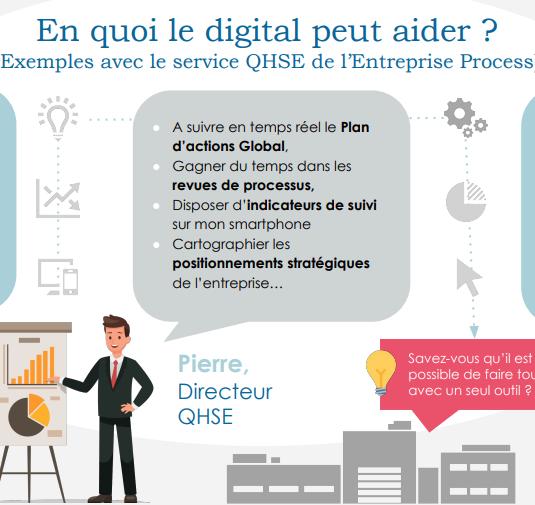 En quoi le digital peut aider ?
Exemples avec le service QHSE de l'Entreprise Process
A suivre en temps réel le Plan
d'actions Global,
Gagner du temps dans les
revues de processus,
Disposer d'indicateurs de suivi
sur mon smartphone
Cartographier les
positionnements stratégiques
de l'entreprise…
Pierre,
Directeur
QHSE
Savez-vous qu'il est
possible de faire tou
avec un seul outil ?